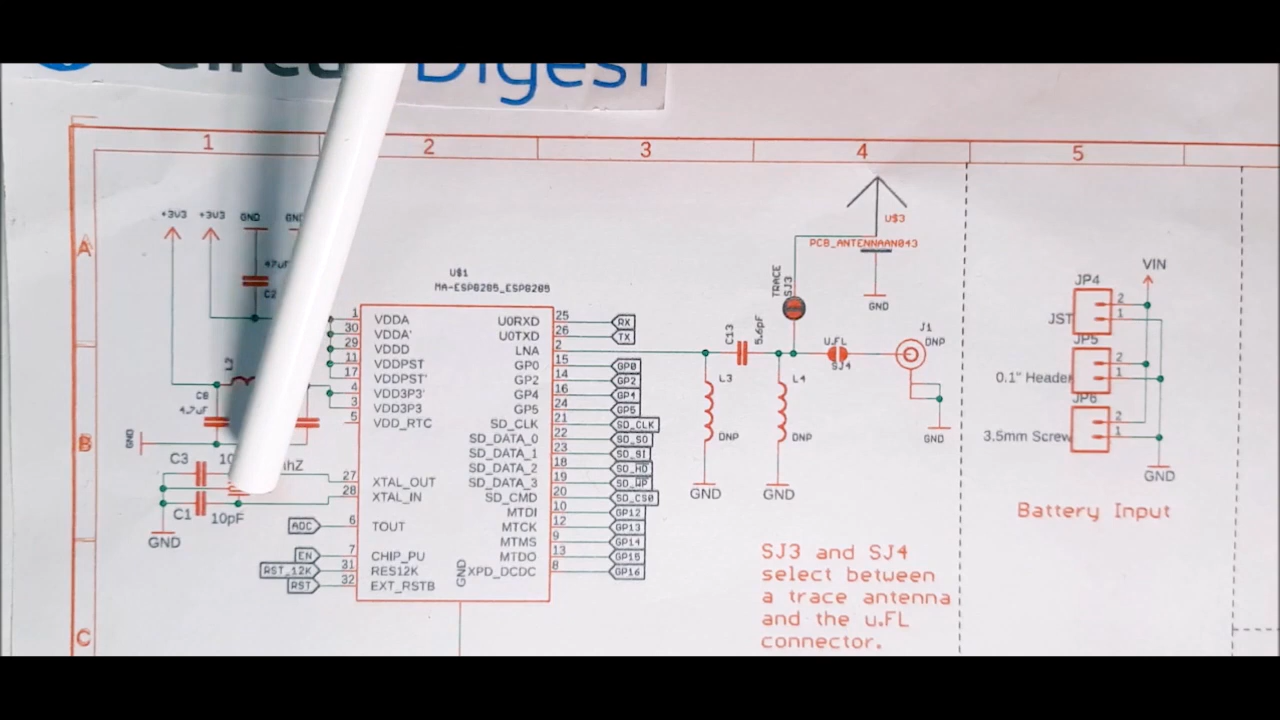 Digest
1 2 3 4 5
A
B
C
+3V3 +3V3 GND
47uF
C2
L2
C8
4.7uF
GND
C3
C1
10pF
GND
U$1
MA-ESP8285_ESP8285
1 VDDA
30 VDDA'
29 VDDD
11 VDDPST
17 VDDPST'
4 VDD3P3'
3 VDD3P3
5 VDD_RTC
27 XTAL_OUT
28 XTAL_IN
ADC 6 TOUT
EN 7 CHIP_PU
RST_12K 31 RES12K
RST 32 EXT_RSTB
GND
U0RXD 25 RX
U0TXD 26 TX
LNA 2
GP0 15 GP0
GP2 14 GP2
GP4 16 GP4
GP5 24 GP5
SD_CLK 21 SD_CLK
SD_DATA_0 22 SD_SO
SD_DATA_1 23 SD_SI
SD_DATA_2 18 SD_HD
SD_DATA_3 19 SD_WP
SD_CMD 20 SD_CS0
MTDI 10 GP12
MTCK 12 GP13
MTMS 9 GP14
MTDO 13 GP15
XPD_DCDC 8 GP16
C13
5.6pF
L3
DNP
GND
L4
DNP
GND
TRACE
SJ3
U$3
PCB_ANTENNAAN043
GND
U.FL
SJ4
J1
DNP
GND
SJ3 and SJ4
select between
a trace antenna
and the u.FL
connector.
VIN
JP4
JST
2
1
JP5
0.1" Header
2
1
JP6
3.5mm Screw
2
1
GND
Battery Input